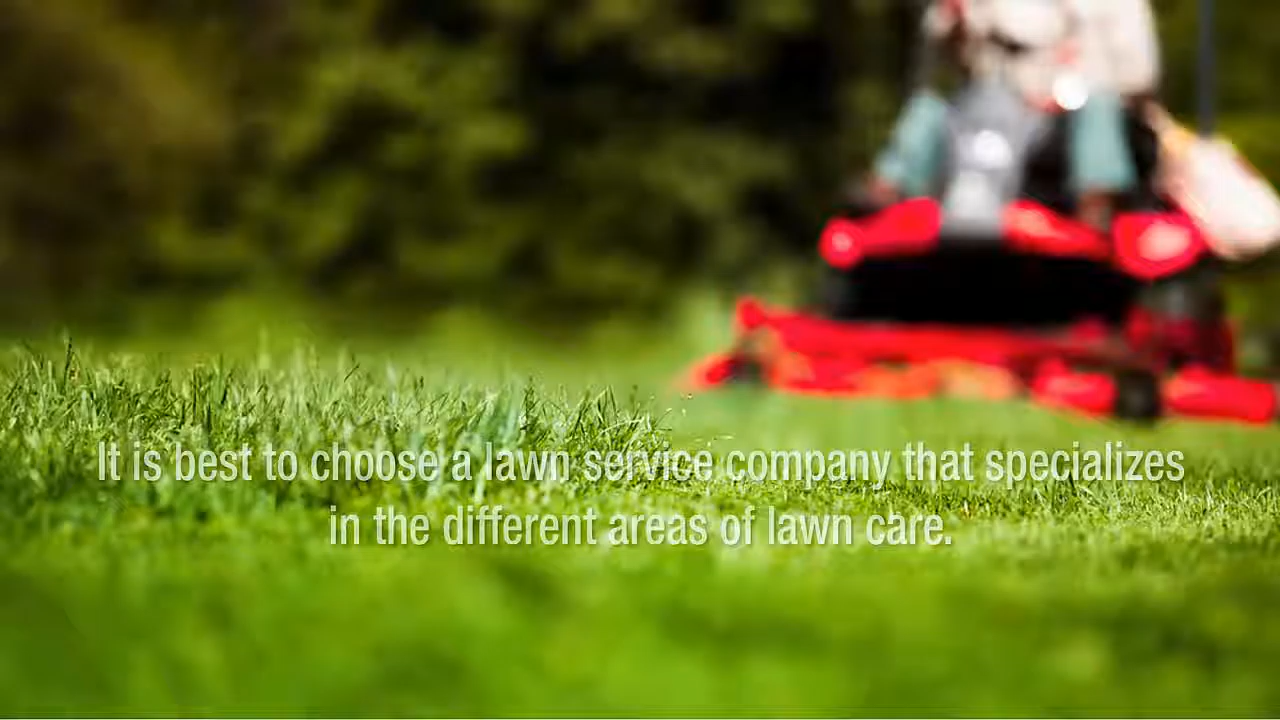 It is best to choose a lawn service company that specializes
in the different areas of lawn care.